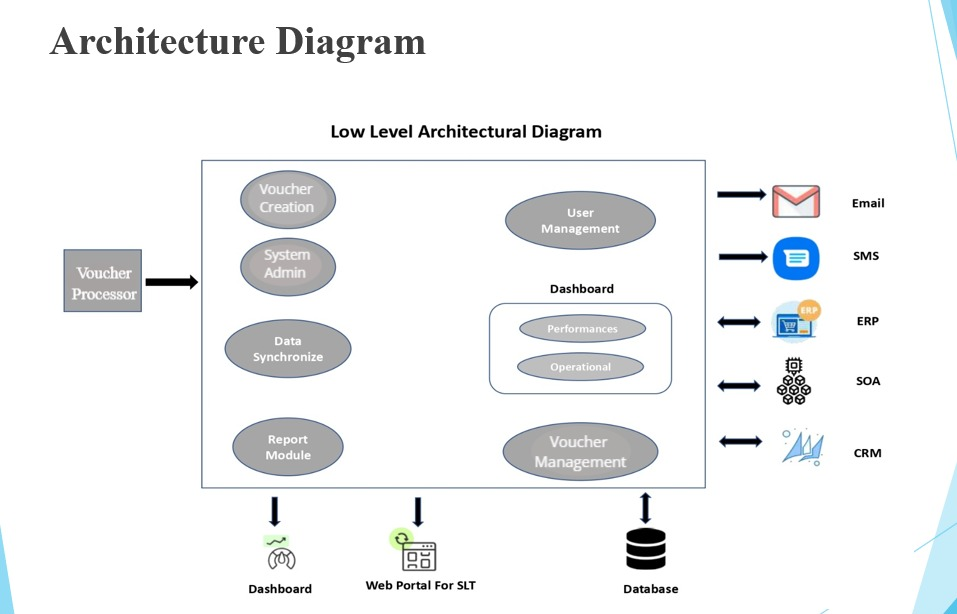 Architecture Diagram
Low Level Architectural Diagram
Voucher
Processor
Voucher
Creation
System
Admin
Data
Synchronize
Report
Module
User
Management
Dashboard
Performances
Operational
Voucher
Management
Email
SMS
ERP
ERP
SOA
CRM
Dashboard
Web Portal For SLT
Database